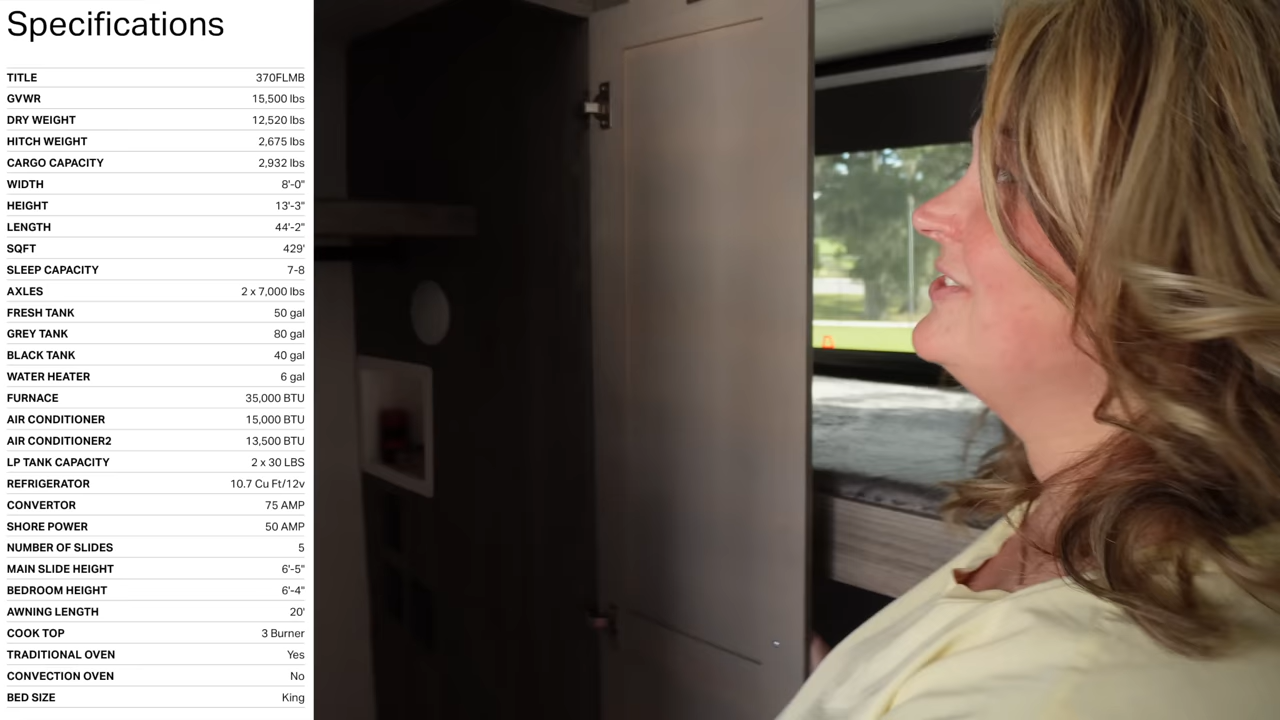 Specifications
TITLE 370FLMB
GVWR 15,500 lbs
DRY WEIGHT 12,520 lbs
HITCH WEIGHT 2,675 lbs
CARGO CAPACITY 2,932 lbs
WIDTH 8'-0"
HEIGHT 13'-3"
LENGTH 44'-2"
SQFT 429'
SLEEP CAPACITY 7-8
AXLES 2 x 7,000 lbs
FRESH TANK 50 gal
GREY TANK 80 gal
BLACK TANK 40 gal
WATER HEATER 6 gal
FURNACE 35,000 BTU
AIR CONDITIONER 15,000 BTU
AIR CONDITIONER2 13,500 BTU
LP TANK CAPACITY 2 x 30 LBS
REFRIGERATOR 10.7 Cu Ft/12v
CONVERTOR 75 AMP
SHORE POWER 50 AMP
NUMBER OF SLIDES 5
MAIN SLIDE HEIGHT 6'-5"
BEDROOM HEIGHT 6'-4"
AWNING LENGTH 20'
COOK TOP 3 Burner
TRADITIONAL OVEN Yes
CONVECTION OVEN No
BED SIZE King